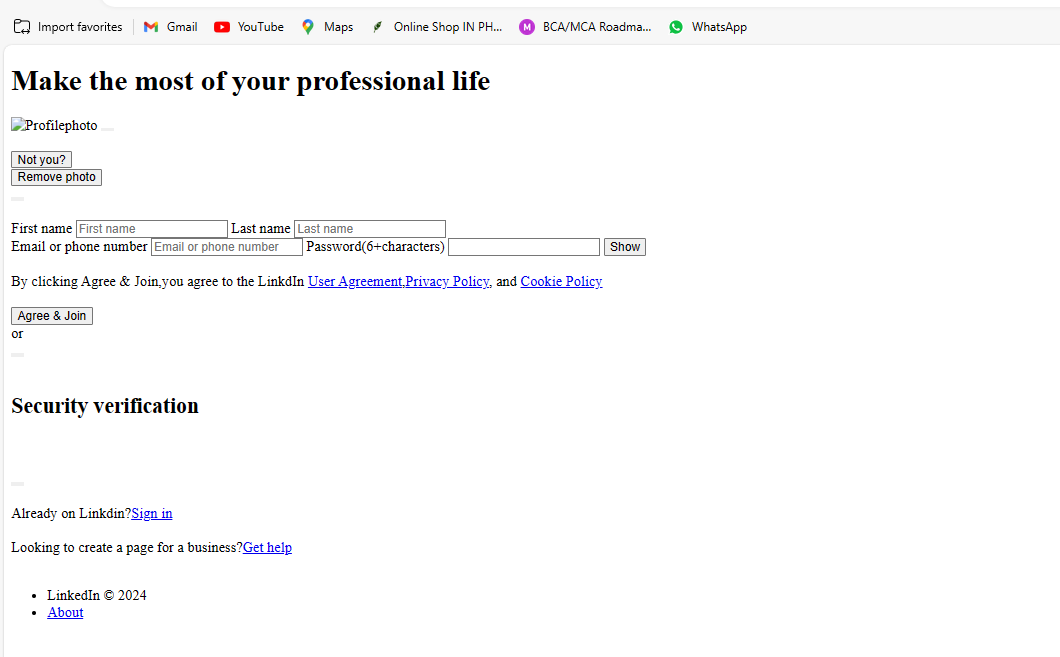 Import favorites Gmail YouTube Maps Online Shop IN PH... BCA/MCA Roadma... WhatsApp
Make the most of your professional life
Profilephoto
Not you?
Remove photo
First name First name Last name Last name
Email or phone number Email or phone number Password(6+characters) Show
By clicking Agree & Join,you agree to the LinkdIn User Agreement,Privacy Policy, and Cookie Policy
Agree & Join
or
Security verification
Already on Linkdin?Sign in
Looking to create a page for a business?Get help
LinkedIn © 2024
About